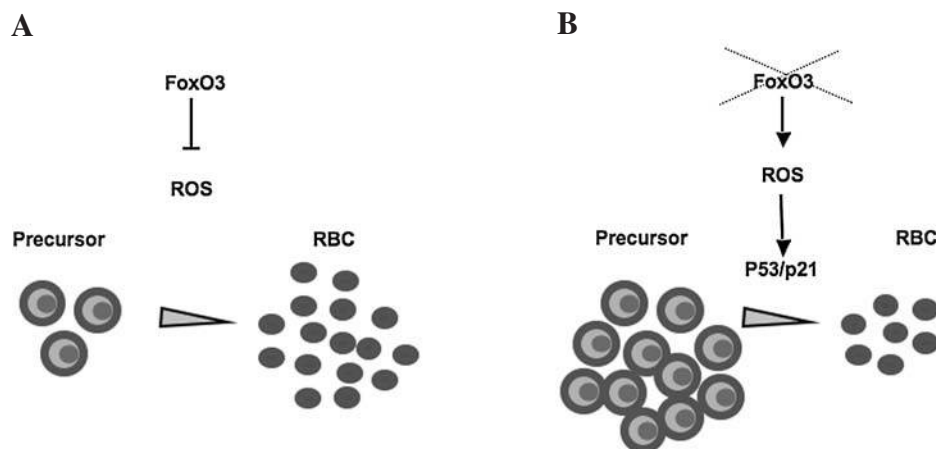 A
FoxO3
ROS
Precursor
RBC
B
FoxO3
ROS
Precursor
RBC
P53/p21